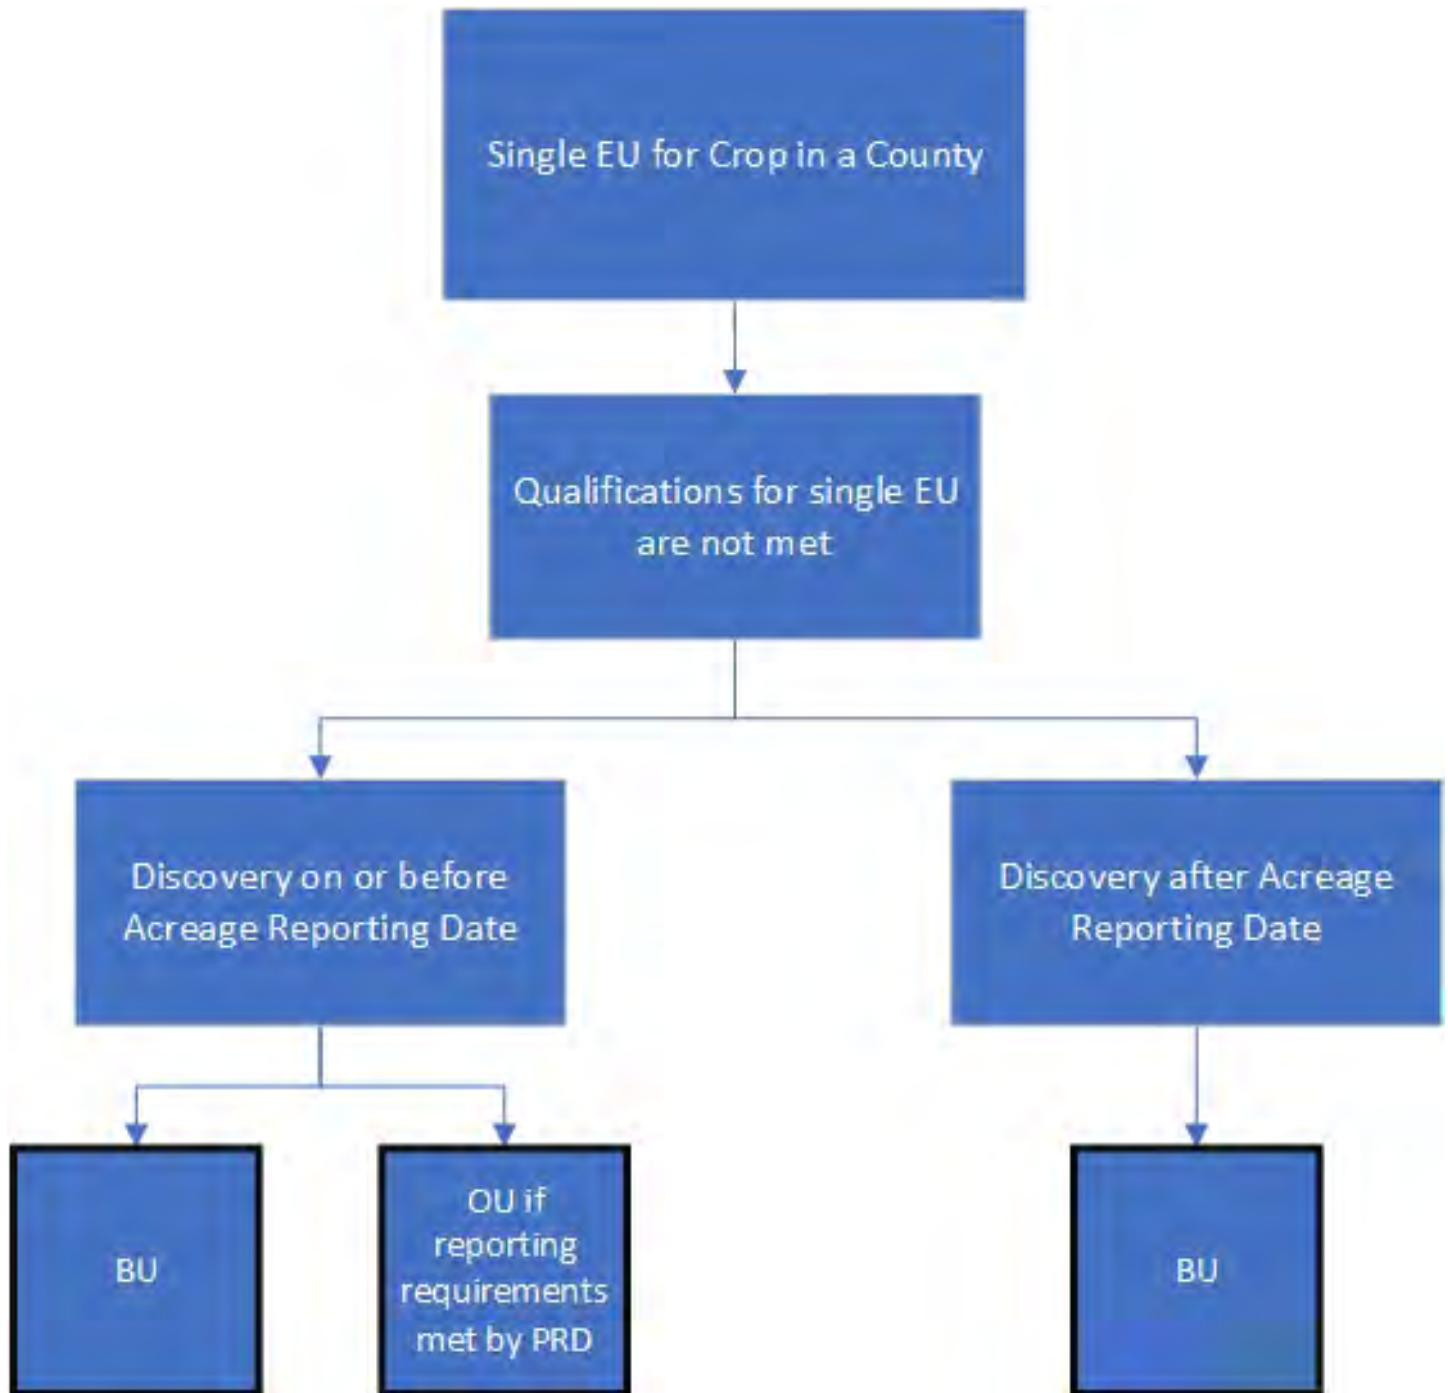 Single EU for Crop in a County
Qualifications for single EU
are not met
Discovery on or before
Acreage Reporting Date
Discovery after Acreage
Reporting Date
BU
OU if
reporting
requirements
met by PRD
BU